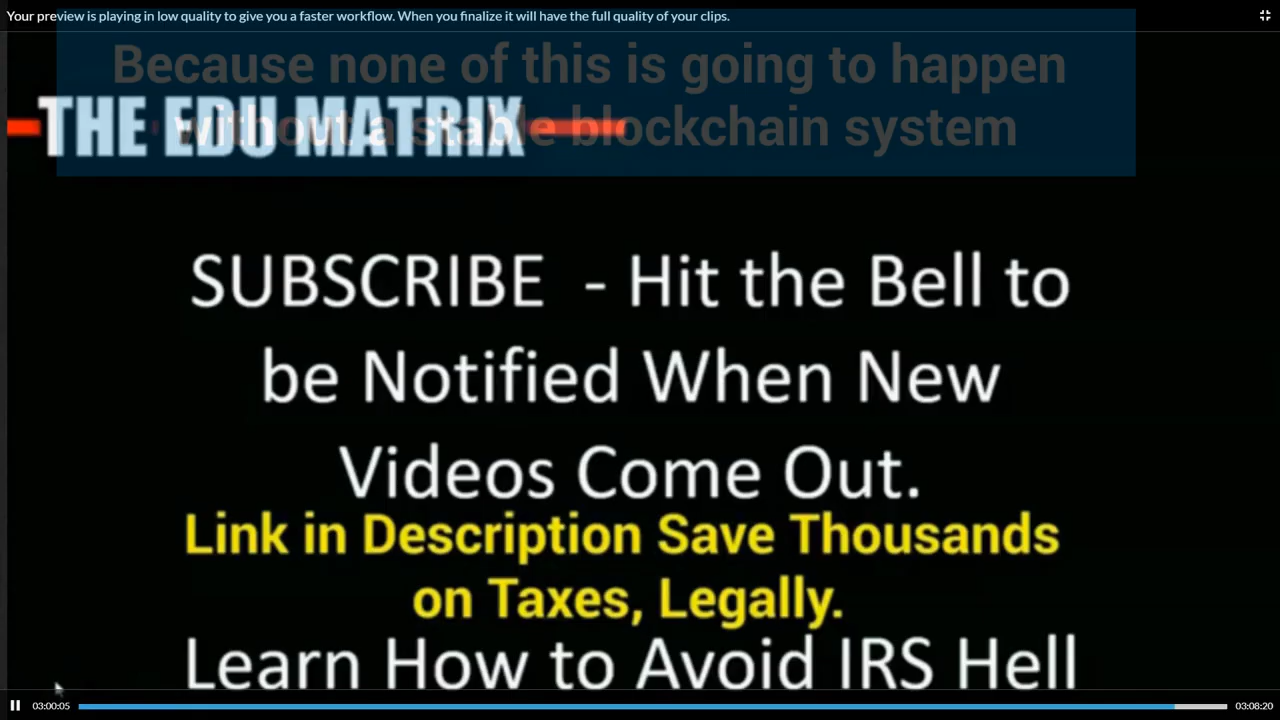 Your preview is playing in low quality to give you a faster workflow. When you finalize it will have the full quality of your clips.
Because none of this is going to happen
without a stable blockchain system
THE EDU MATRIX
SUBSCRIBE - Hit the Bell to
be Notified When New
Videos Come Out.
Link in Description Save Thousands
on Taxes, Legally.
Learn How to Avoid IRS Hell
03:00:05
03:08:20